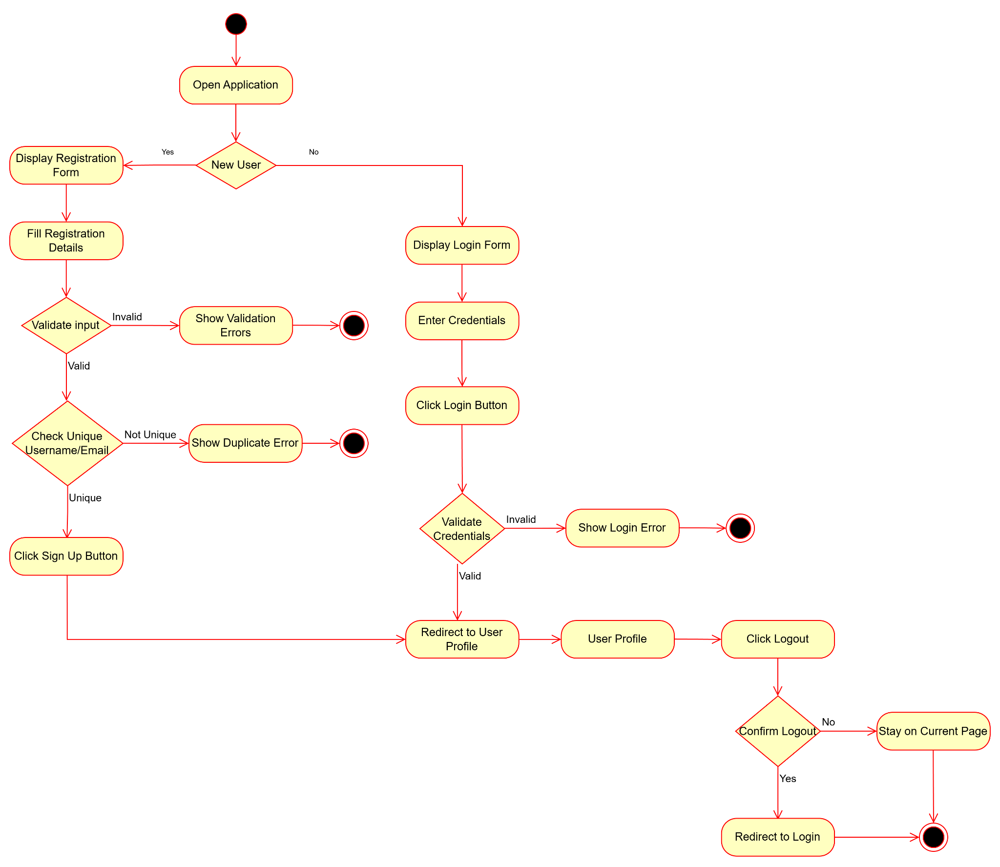 Open Application
Yes
No
New User
Display Registration
Form
Fill Registration
Details
Display Login Form
Validate input
Invalid
Show Validation
Errors
Enter Credentials
Valid
Click Login Button
Check Unique
Username/Email
Not Unique
Show Duplicate Error
Unique
Validate
Credentials
Invalid
Show Login Error
Click Sign Up Button
Valid
Redirect to User
Profile
User Profile
Click Logout
Confirm Logout
No
Stay on Current Page
Yes
Redirect to Login